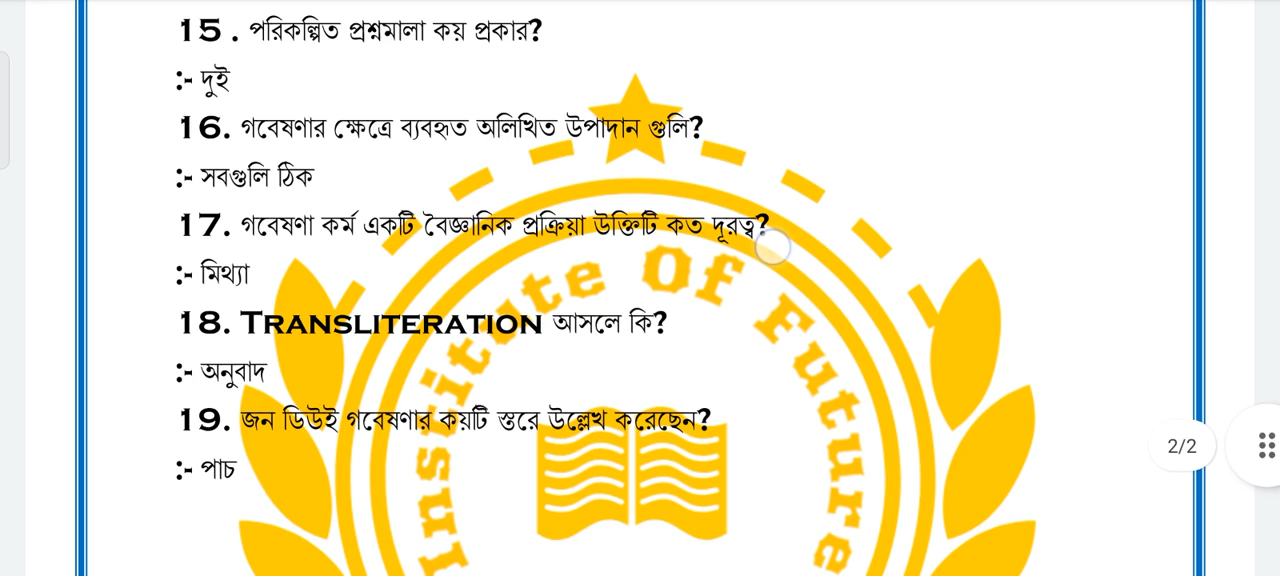 15 . পরিকল্পিত প্রশ্নমালা কয় প্রকার?
:- দুই
16. গবেষণার ক্ষেত্রে ব্যবহৃত অলিখিত উপাদান গুলি?
:- সবগুলি ঠিক
17. গবেষণা কর্ম একটি বৈজ্ঞানিক প্রক্রিয়া উক্তিটি কত দূরত্ব?
:- মিথ্যা
18. TRANSLITERATION আসলে কি?
:- অনুবাদ
19. জন ডিউই গবেষণার কয়টি স্তরে উল্লেখ করেছেন?
:- পাচ
Institute Of Future
2/2